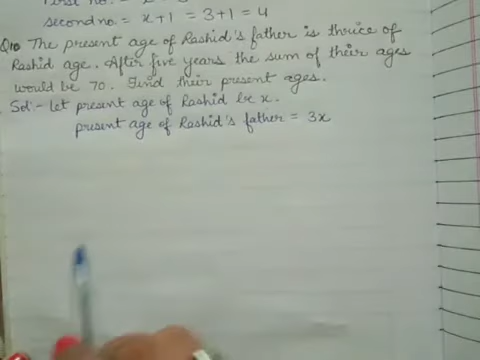 second no = x+1 = 3+1 = 4
Q10 The present age of Rashid's father is thrice of
Rashid age. After five years the sum of their ages
would be 70. Find their present ages.
Sol:- Let present age of Rashid be x.
present age of Rashid's father = 3x